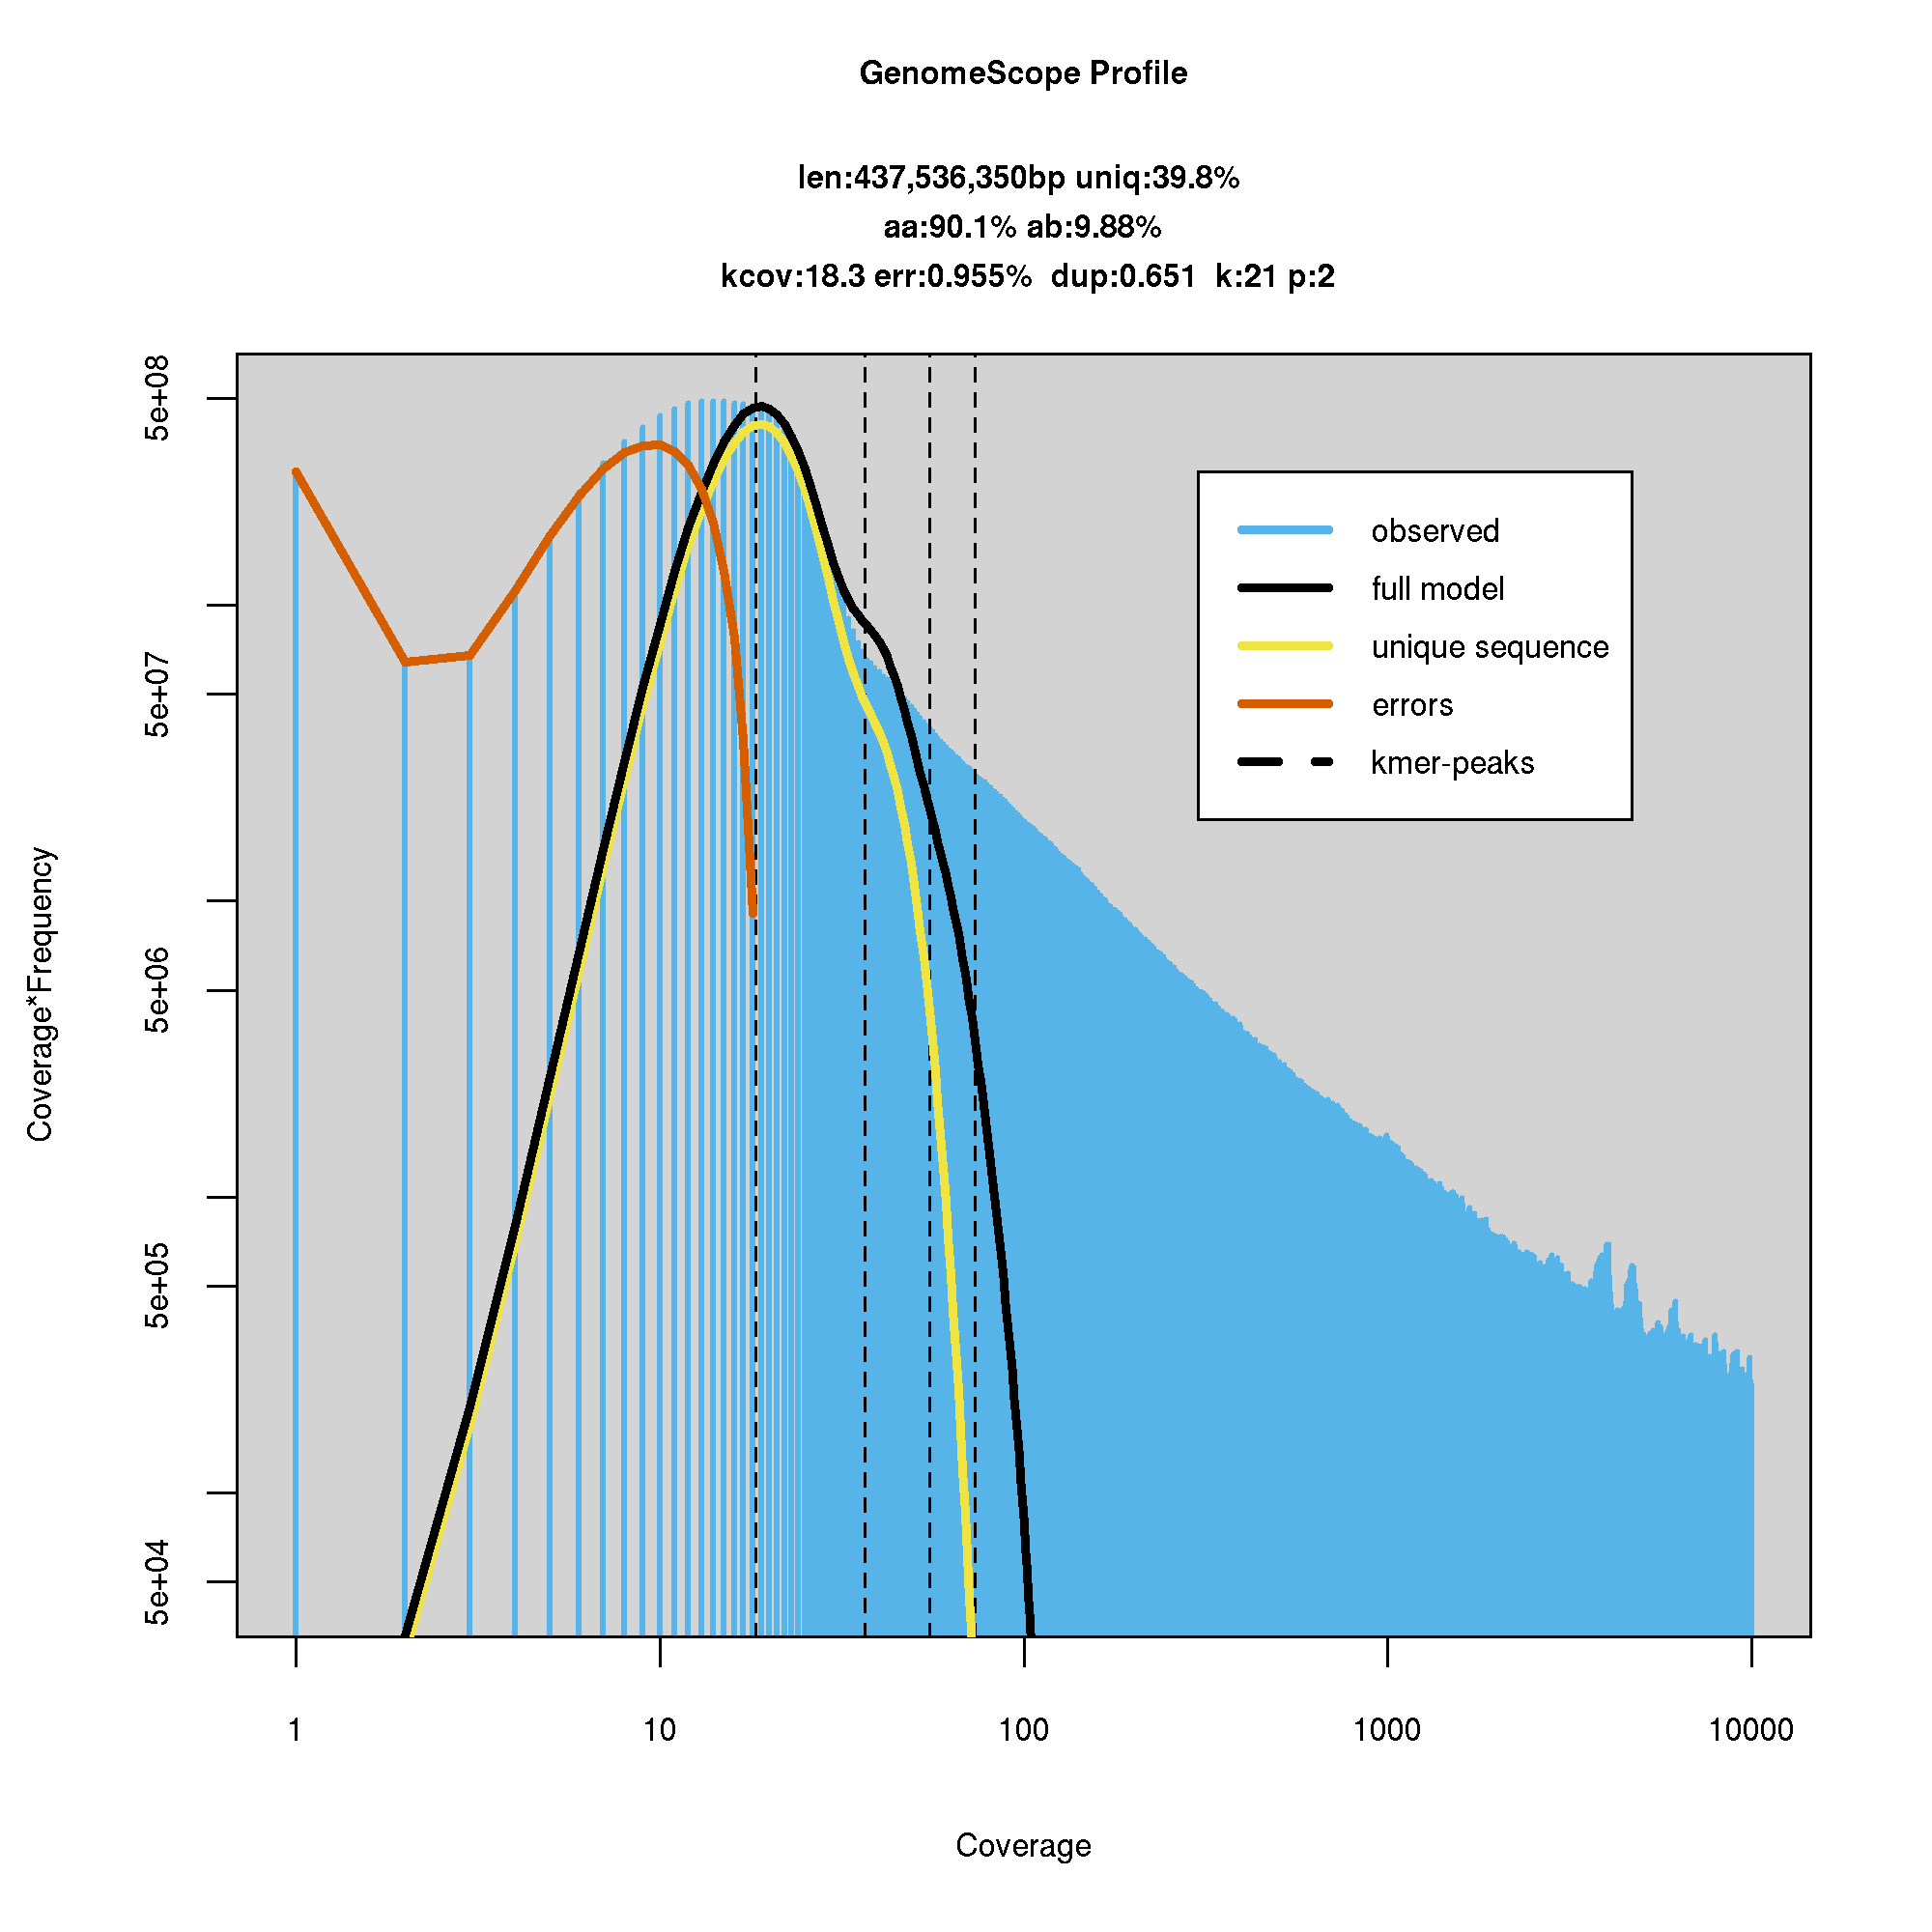 GenomeScope Profile
len:437,536,350bp uniq:39.8%
aa:90.1% ab:9.88%
kcov:18.3 err:0.955% dup:0.651 k:21 p:2
5e+08
5e+07
5e+06
5e+05
5e+04
Coverage*Frequency
observed
full model
unique sequence
errors
kmer-peaks
1 10 100 1000 10000
Coverage